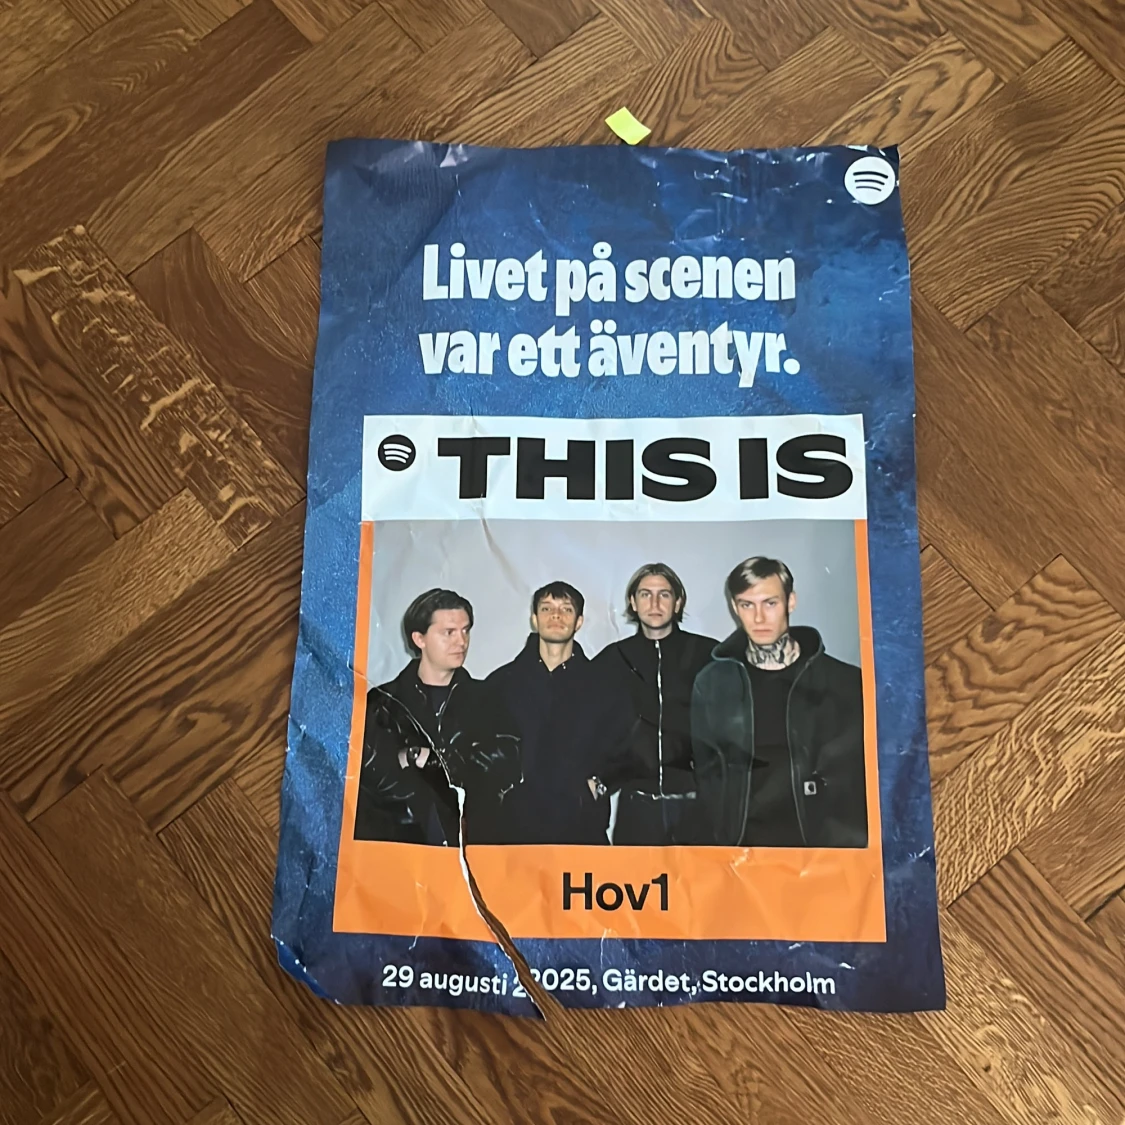 Livet på scenen
var ett äventyr.
THIS IS
Hov1
29 augusti 2025, Gärdet, Stockholm